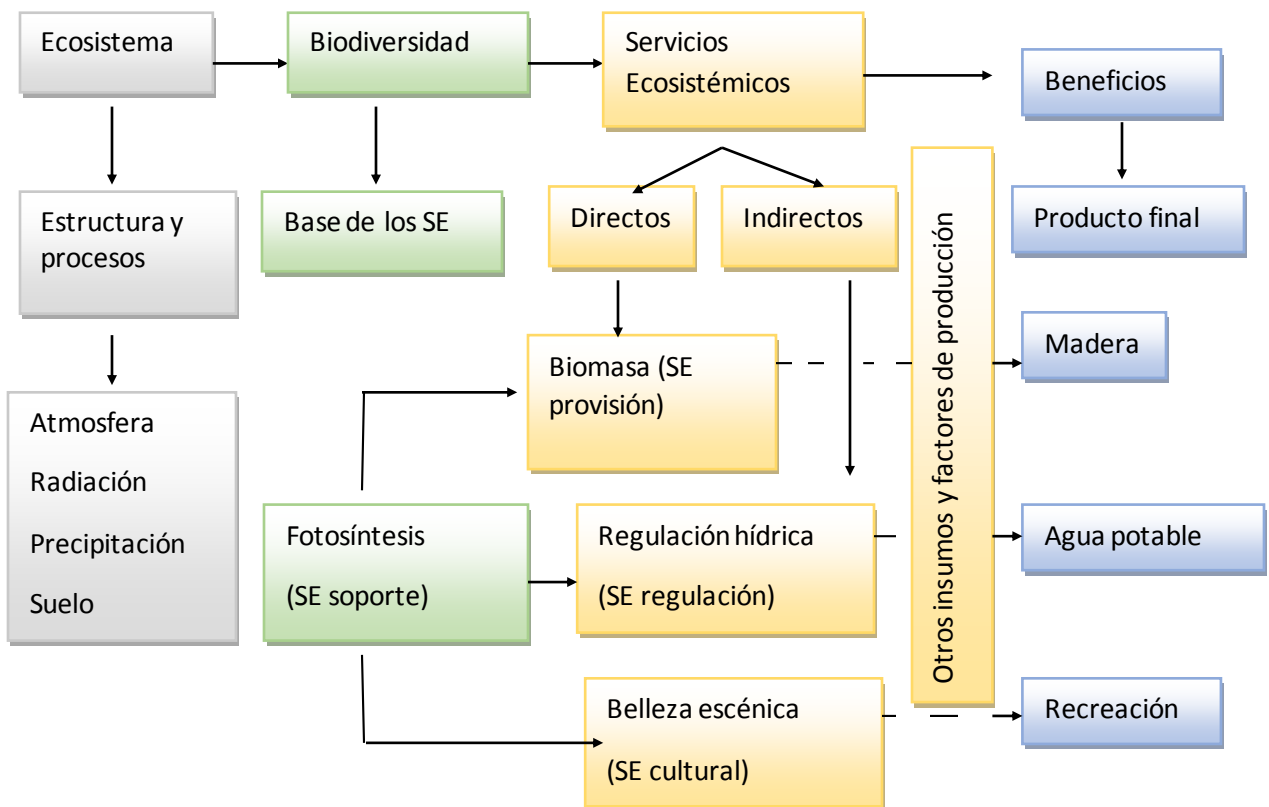 Ecosistema
Biodiversidad
Servicios
Ecosistémicos
Beneficios
Estructura y
procesos
Base de los SE
Directos
Indirectos
Producto final
Otros insumos y factores de producción
Atmosfera
Radiación
Precipitación
Suelo
Biomasa (SE
provisión)
Madera
Fotosíntesis
(SE soporte)
Regulación hídrica
(SE regulación)
Agua potable
Belleza escénica
(SE cultural)
Recreación